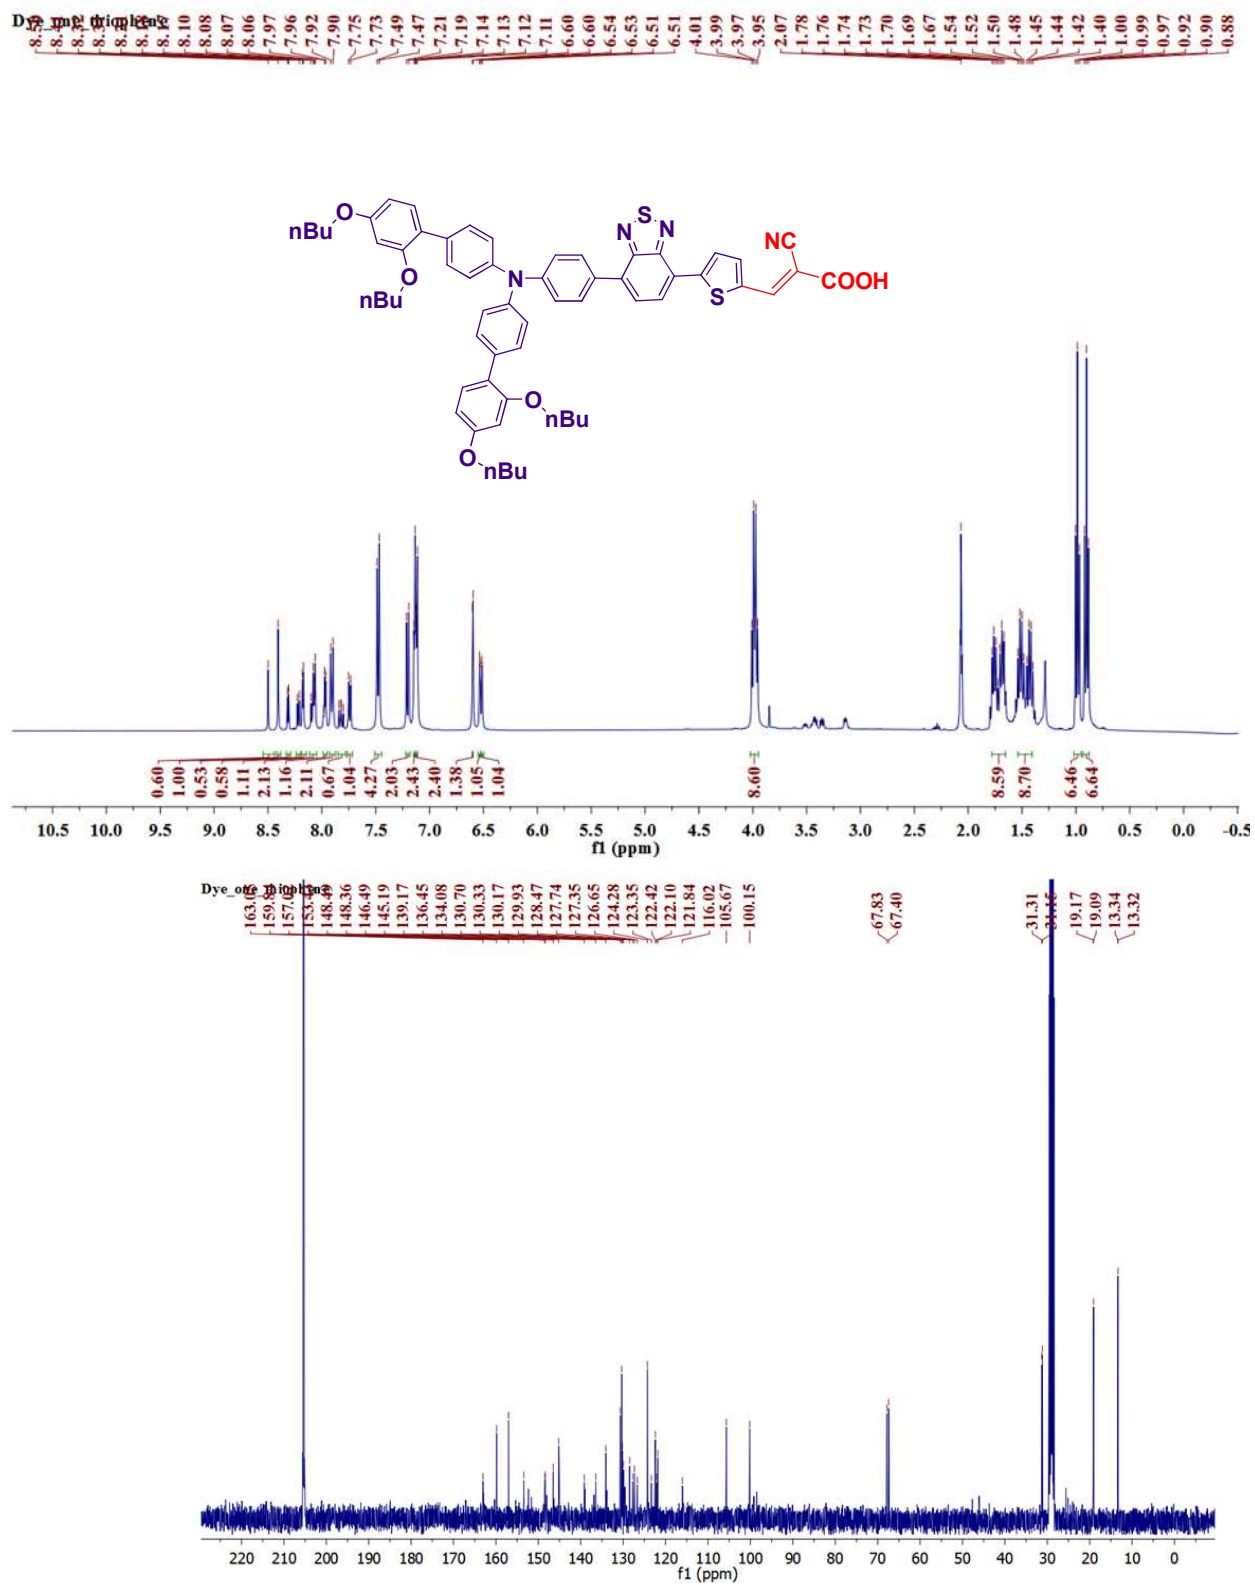 Dye_one_thiophene
8.50 8.10 8.08 8.07 8.06 7.97 7.96 7.92 7.90 7.75 7.73 7.49 7.47 7.21 7.19 7.14 7.13 7.12 7.11 6.60 6.60 6.54 6.53 6.51 6.51 4.01 3.99 3.97 3.95 2.07 1.78 1.76 1.74 1.73 1.70 1.69 1.67 1.54 1.52 1.50 1.48 1.45 1.44 1.42 1.40 1.00 0.99 0.97 0.92 0.90 0.88
O
nBu
O
nBu
N
N S N
S
NC
COOH
O
nBu
O
nBu
0.60 1.00 0.53 0.58 1.11 2.13 1.16 2.11 0.67 1.04 4.27 2.03 2.43 2.40 1.38 1.05 1.04 8.60 8.59 8.70 6.46 6.64
10.5 10.0 9.5 9.0 8.5 8.0 7.5 7.0 6.5 6.0 5.5 5.0 4.5 4.0 3.5 3.0 2.5 2.0 1.5 1.0 0.5 0.0 -0.5
f1 (ppm)
Dye_one_thiophene
148.49 148.36 146.49 145.19 139.17 136.45 134.08 130.70 130.33 130.17 129.93 128.47 127.74 127.35 126.65 124.28 123.35 122.42 122.10 121.84 116.02 105.67 100.15 67.83 67.40 31.31 31.15 19.17 19.09 13.34 13.32
220 210 200 190 180 170 160 150 140 130 120 110 100 90 80 70 60 50 40 30 20 10 0
f1 (ppm)